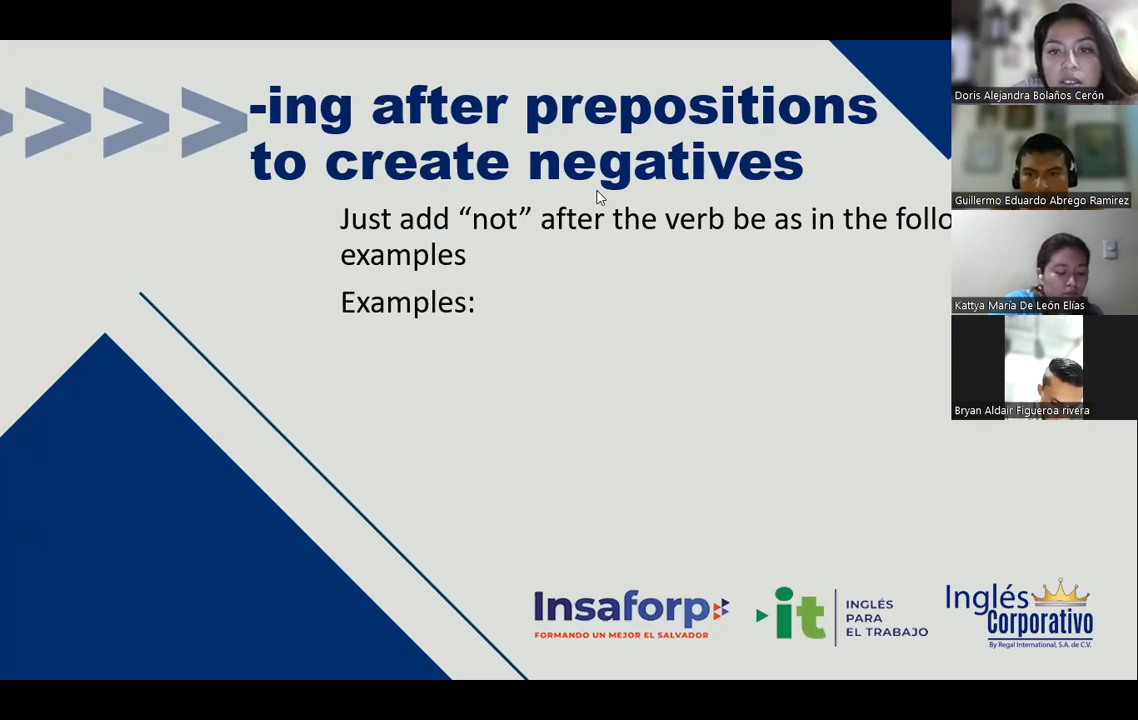 -ing after prepositions
to create negatives
Just add “not” after the verb be as in the follo
examples
Examples:
Doris Alejandra Bolaños Cerón
Guillermo Eduardo Abrego Ramirez
Kattya María De León Elías
Bryan Aldair Figueroa rivera
Insaforp
FORMANDO UN MEJOR EL SALVADOR
it
INGLÉS
PARA
EL TRABAJO
Inglés
Corporativo
By Regal International, S.A. de C.V.